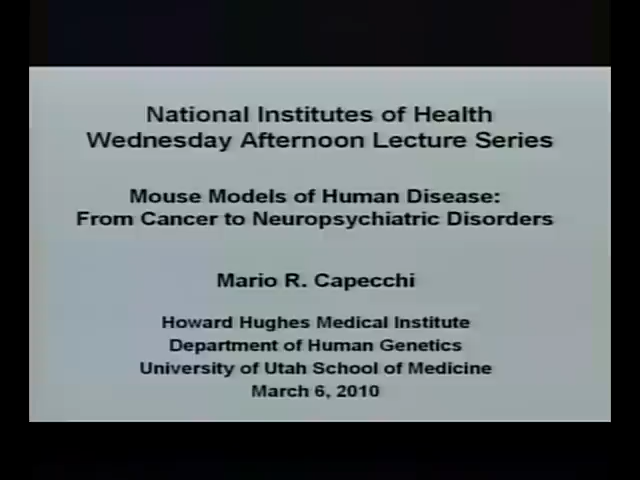 National Institutes of Health
Wednesday Afternoon Lecture Series
Mouse Models of Human Disease:
From Cancer to Neuropsychiatric Disorders
Mario R. Capecchi
Howard Hughes Medical Institute
Department of Human Genetics
University of Utah School of Medicine
March 6, 2010